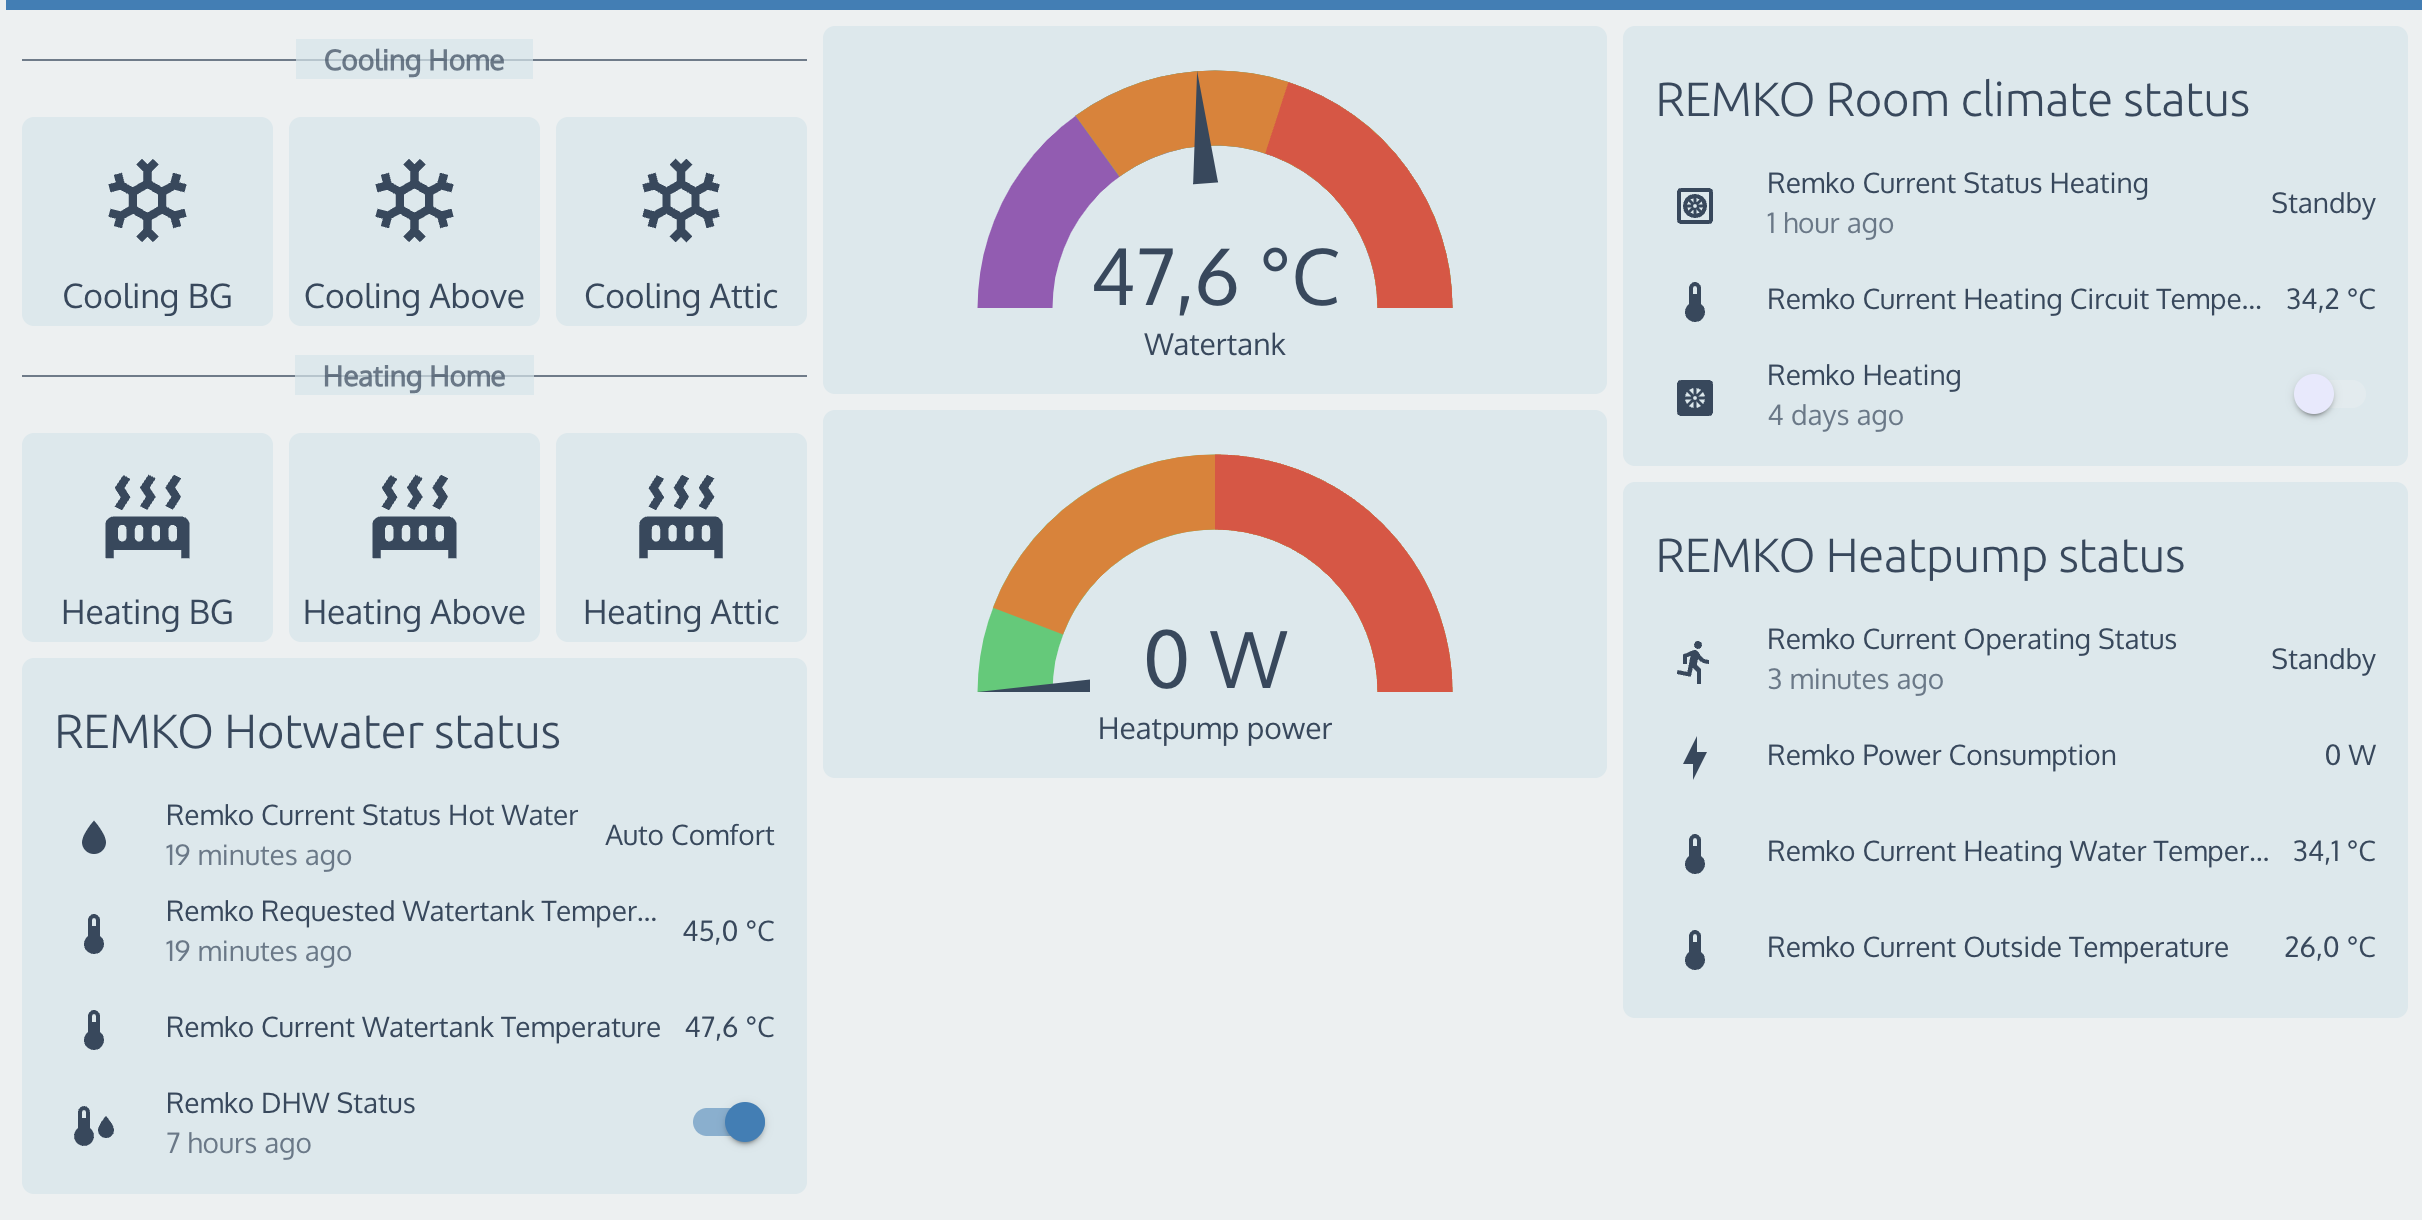 Cooling Home
Cooling BG
Cooling Above
Cooling Attic
Heating Home
Heating BG
Heating Above
Heating Attic
REMKO Hotwater status
Remko Current Status Hot Water
19 minutes ago
Auto Comfort
Remko Requested Watertank Temper...
19 minutes ago
45,0 °C
Remko Current Watertank Temperature
47,6 °C
Remko DHW Status
7 hours ago
47,6 °C
Watertank
0 W
Heatpump power
REMKO Room climate status
Remko Current Status Heating
1 hour ago
Standby
Remko Current Heating Circuit Tempe...
34,2 °C
Remko Heating
4 days ago
REMKO Heatpump status
Remko Current Operating Status
3 minutes ago
Standby
Remko Power Consumption
0 W
Remko Current Heating Water Temper...
34,1 °C
Remko Current Outside Temperature
26,0 °C